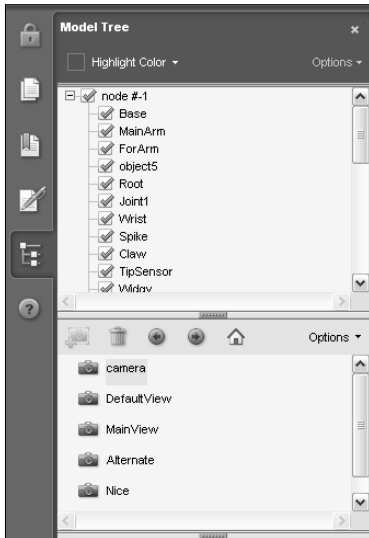 Model Tree
Highlight Color
Options
node #-1
Base
MainArm
ForArm
object5
Root
Joint1
Wrist
Spike
Claw
TipSensor
Widgy
Options
camera
DefaultView
MainView
Alternate
Nice